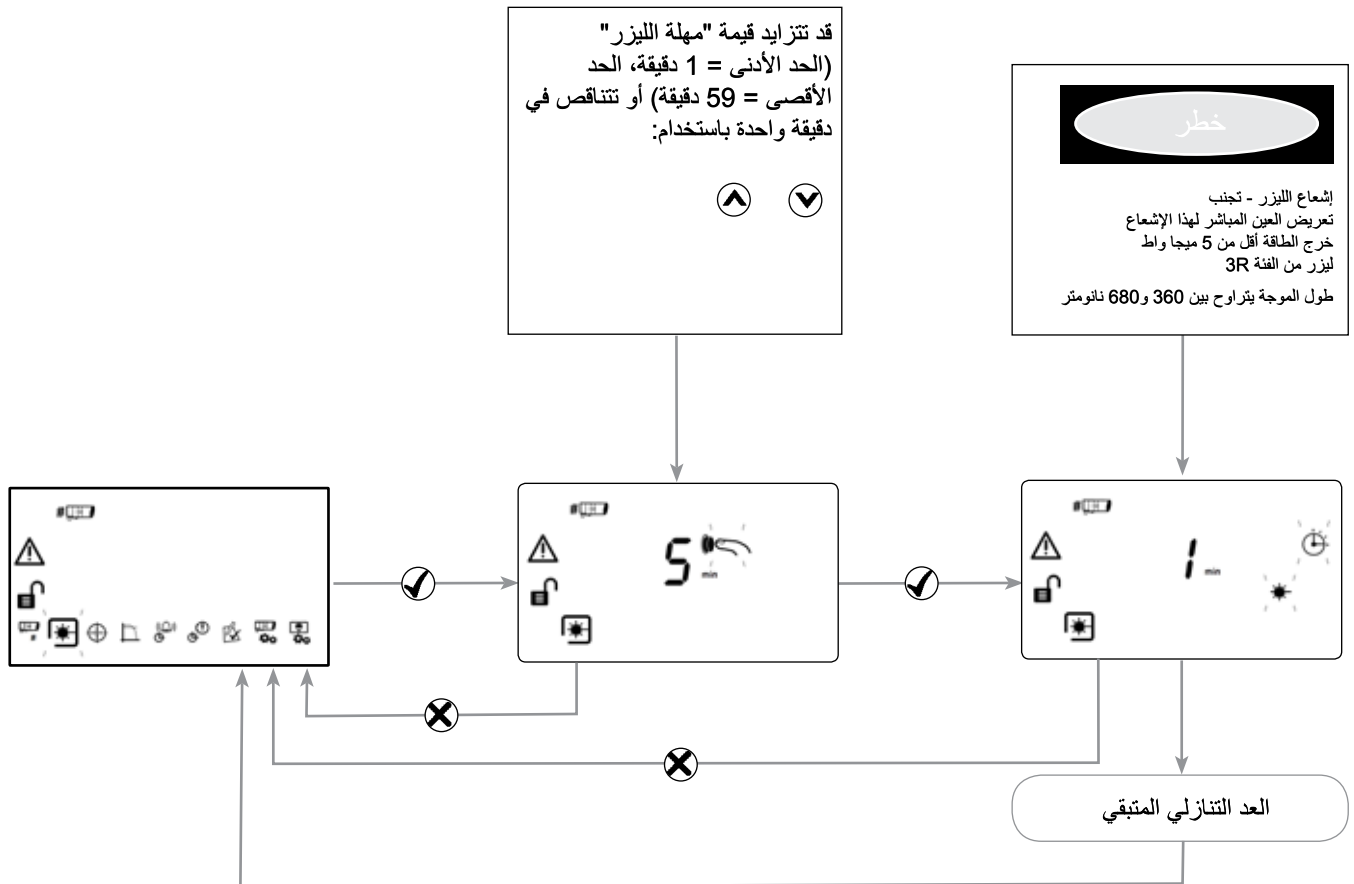 قد تتزايد قيمة "مهلة الليزر"
(الحد الأدنى = 1 دقيقة، الحد
الأقصى = 59 دقيقة) أو تتناقص في
دقيقة واحدة باستخدام:
خطر
إشعاع الليزر - تجنب
تعريض العين المباشر لهذا الإشعاع
خرج الطاقة أقل من 5 ميجا واط
ليزر من الفئة 3R
طول الموجة يتراوح بين 360 و680 نانومتر
5 min
1 min
العد التنازلي المتبقي